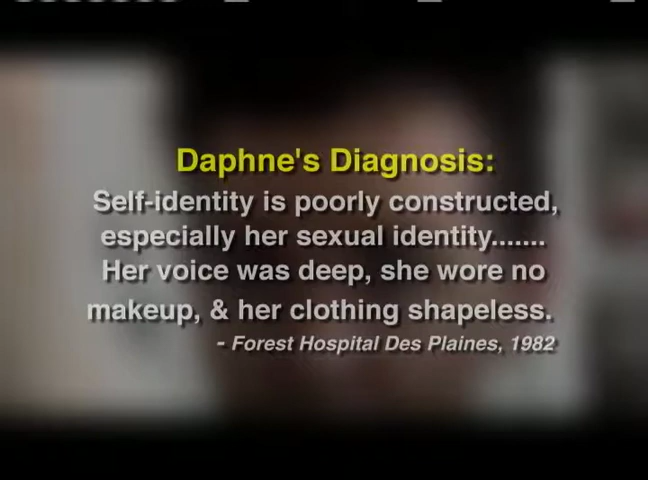 Daphne's Diagnosis:
Self-identity is poorly constructed,
especially her sexual identity.......
Her voice was deep, she wore no
makeup, & her clothing shapeless.
- Forest Hospital Des Plaines, 1982